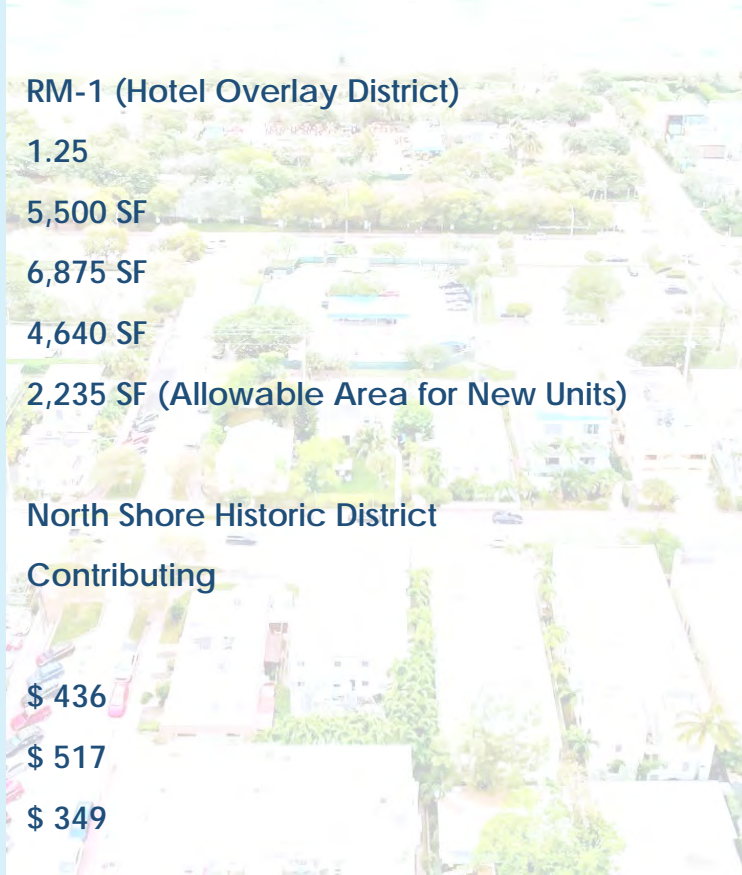 RM-1 (Hotel Overlay District)
1.25
5,500 SF
6,875 SF
4,640 SF
2,235 SF (Allowable Area for New Units)
North Shore Historic District
Contributing
$ 436
$ 517
$ 349